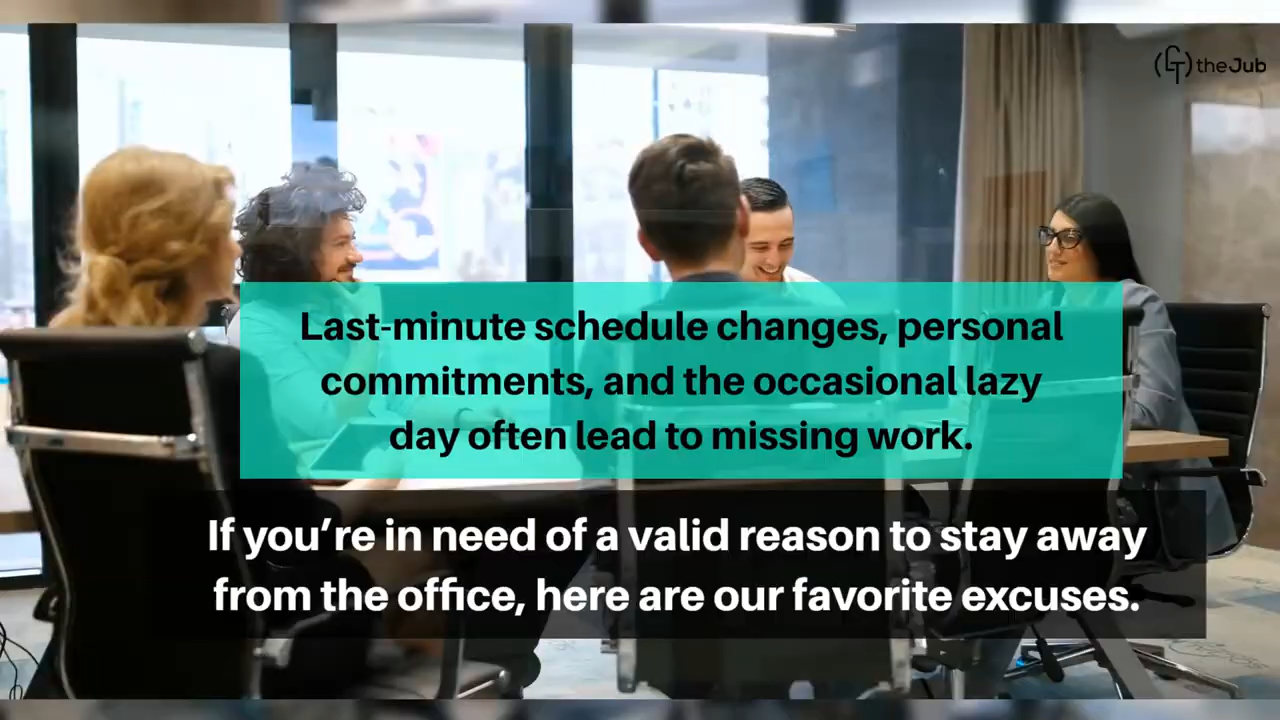 theJub
Last-minute schedule changes, personal
commitments, and the occasional lazy
day often lead to missing work.
If you’re in need of a valid reason to stay away
from the office, here are our favorite excuses.